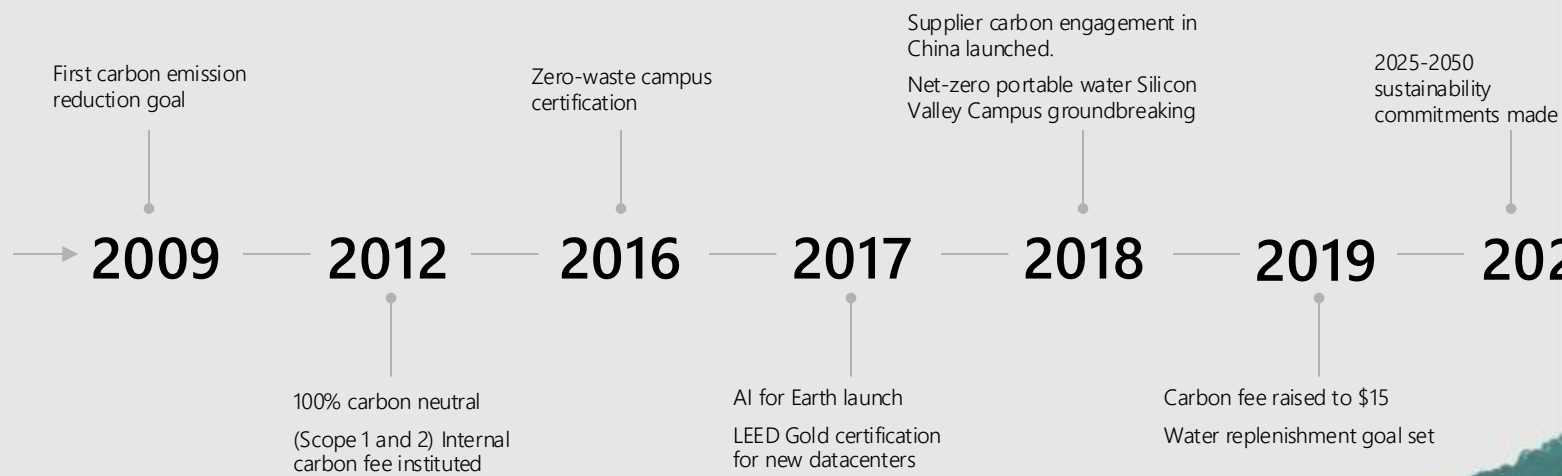 First carbon emission
reduction goal
Zero-waste campus
certification
Supplier carbon engagement in
China launched.
Net-zero portable water Silicon
Valley Campus groundbreaking
2025-2050
sustainability
commitments made
2009
2012
2016
2017
2018
2019
202
100% carbon neutral
(Scope 1 and 2) Internal
carbon fee instituted
AI for Earth launch
LEED Gold certification
for new datacenters
Carbon fee raised to $15
Water replenishment goal set